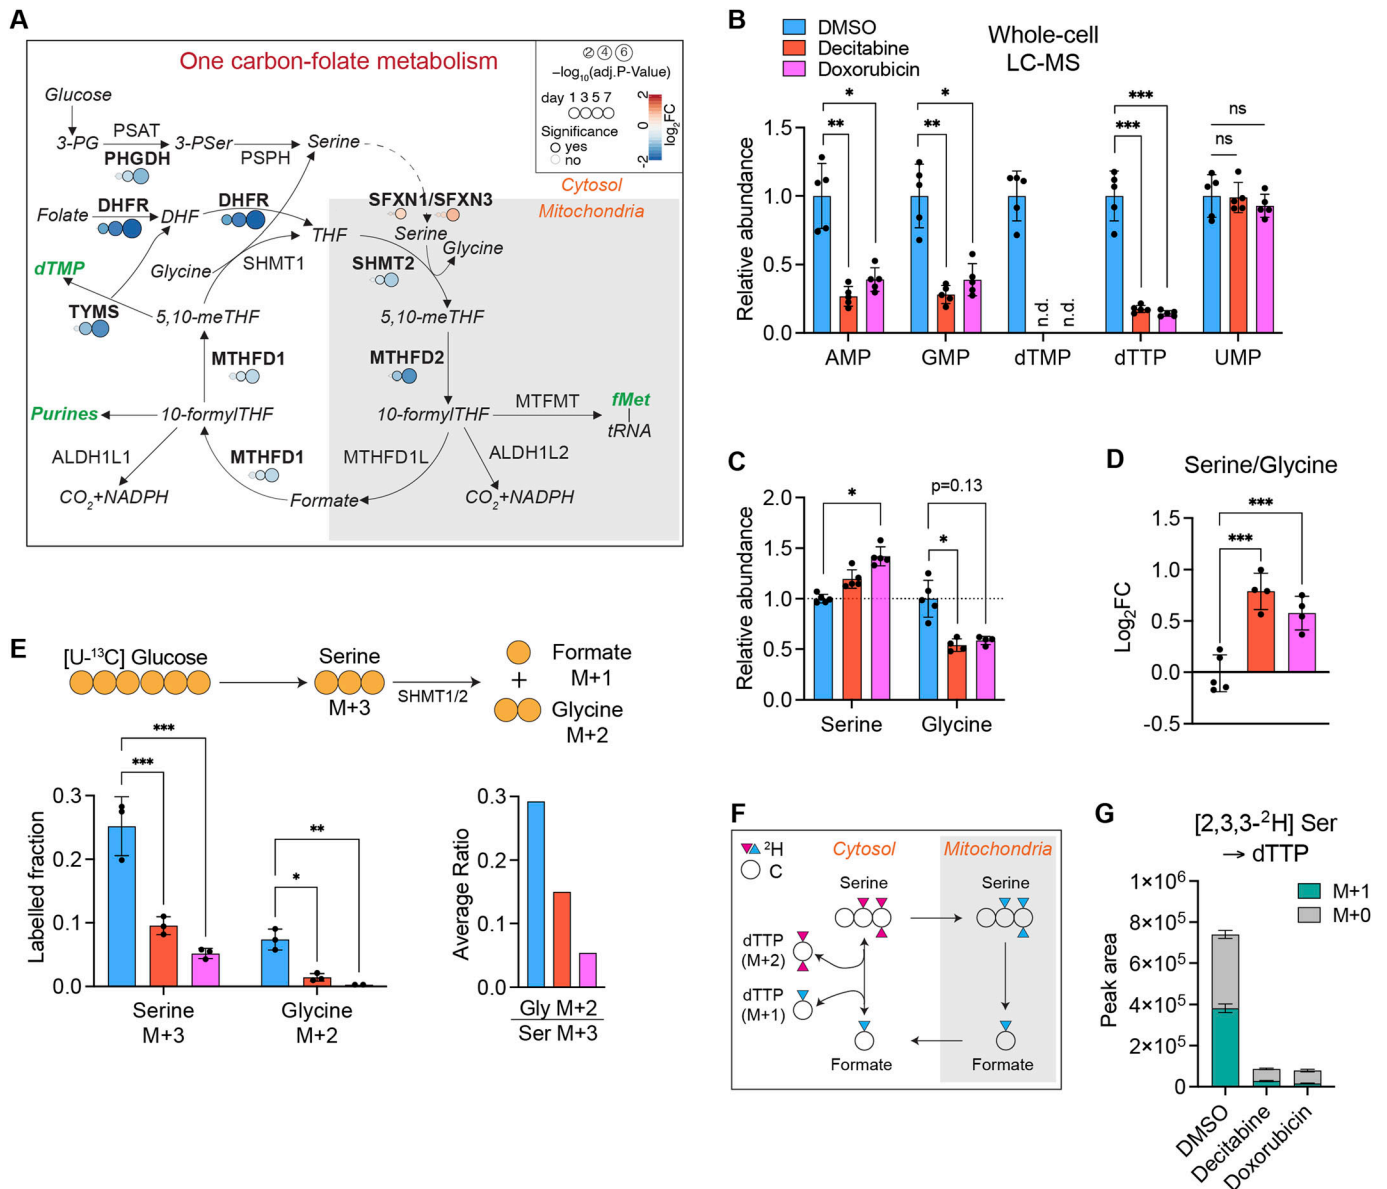 A
One carbon-folate metabolism
2 4 6
−log10(adj.P-Value)
day 1 3 5 7
Significance
yes
no
2
0
-2
log2FC
Glucose
3-PG
PSAT
3-PSer
PSPH
Serine
PHGDH
Cytosol
Mitochondria
Folate
DHFR
DHF
DHFR
THF
SFXN1/SFXN3
Serine
Glycine
dTMP
Glycine
SHMT1
SHMT2
TYMS
5,10-meTHF
5,10-meTHF
MTHFD1
MTHFD2
Purines
10-formylTHF
10-formylTHF
MTFMT
fMet
tRNA
ALDH1L1
MTHFD1
MTHFD1L
ALDH1L2
CO2+NADPH
Formate
CO2+NADPH
B
DMSO
Decitabine
Doxorubicin
Whole-cell
LC-MS
Relative abundance
1.5
1.0
0.5
0.0
*
**
*
**
n.d.
n.d.
***
***
ns
ns
AMP GMP dTMP dTTP UMP
C
Relative abundance
2.0
1.5
1.0
0.5
0.0
*
p=0.13
*
Serine Glycine
D
Serine/Glycine
Log2FC
1.5
1.0
0.5
0.0
-0.5
***
***
E
[U-13C] Glucose
Serine
M+3
SHMT1/2
Formate
M+1
+
Glycine
M+2
Labelled fraction
0.3
0.2
0.1
0.0
***
***
**
*
Serine
M+3
Glycine
M+2
Average Ratio
0.3
0.2
0.1
0.0
Gly M+2
Ser M+3
F
2H
C
Cytosol
Mitochondria
Serine
Serine
dTTP
(M+2)
dTTP
(M+1)
Formate
Formate
G
[2,3,3-2H] Ser
→ dTTP
M+1
M+0
Peak area
1×10^6
8×10^5
6×10^5
4×10^5
2×10^5
0
DMSO
Decitabine
Doxorubicin